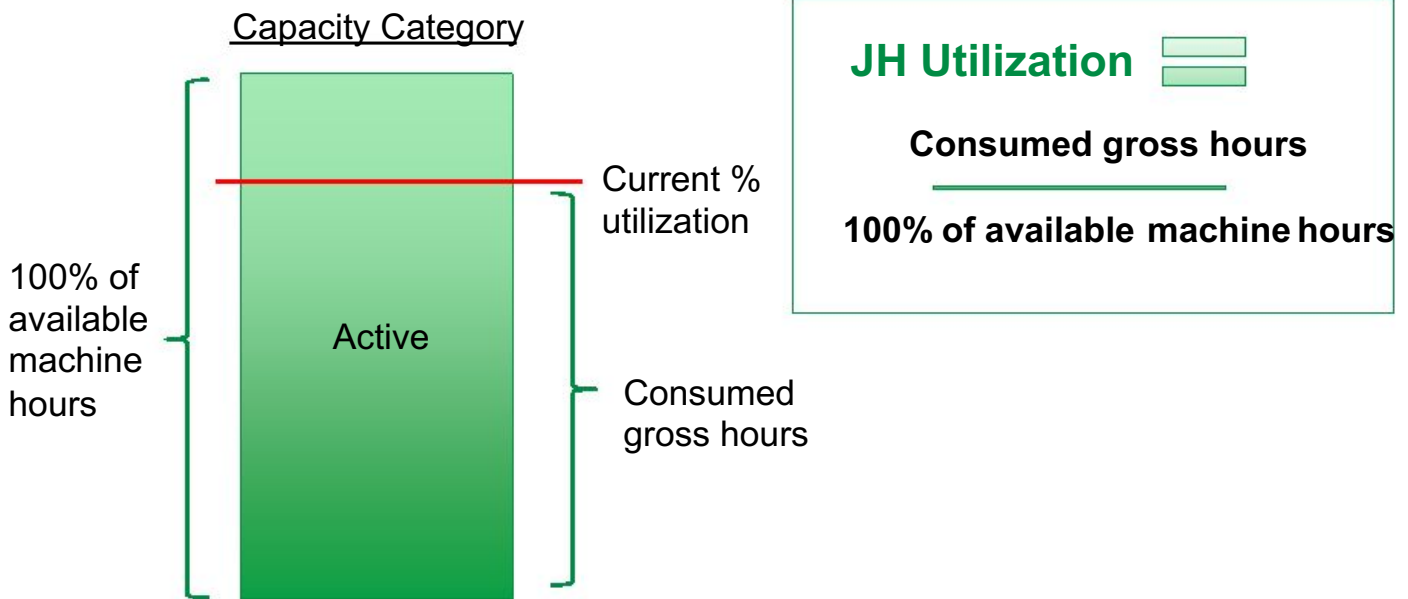 Capacity Category
100% of
available
machine
hours
Active
Current %
utilization
Consumed
gross hours
JH Utilization
Consumed gross hours
100% of available machine hours